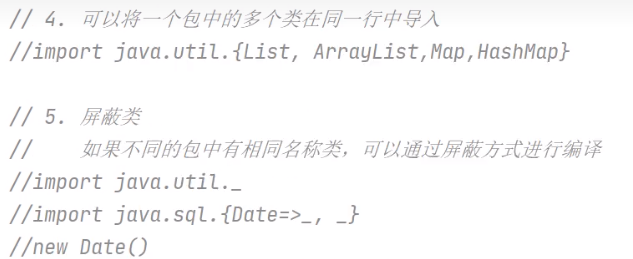 // 4. 可以将一个包中的多个类在同一行中导入
//import java.util.{List, ArrayList,Map,HashMap}
// 5. 屏蔽类
// 如果不同的包中有相同名称类，可以通过屏蔽方式进行编译
//import java.util._
//import java.sql.{Date=>_, _}
//new Date()